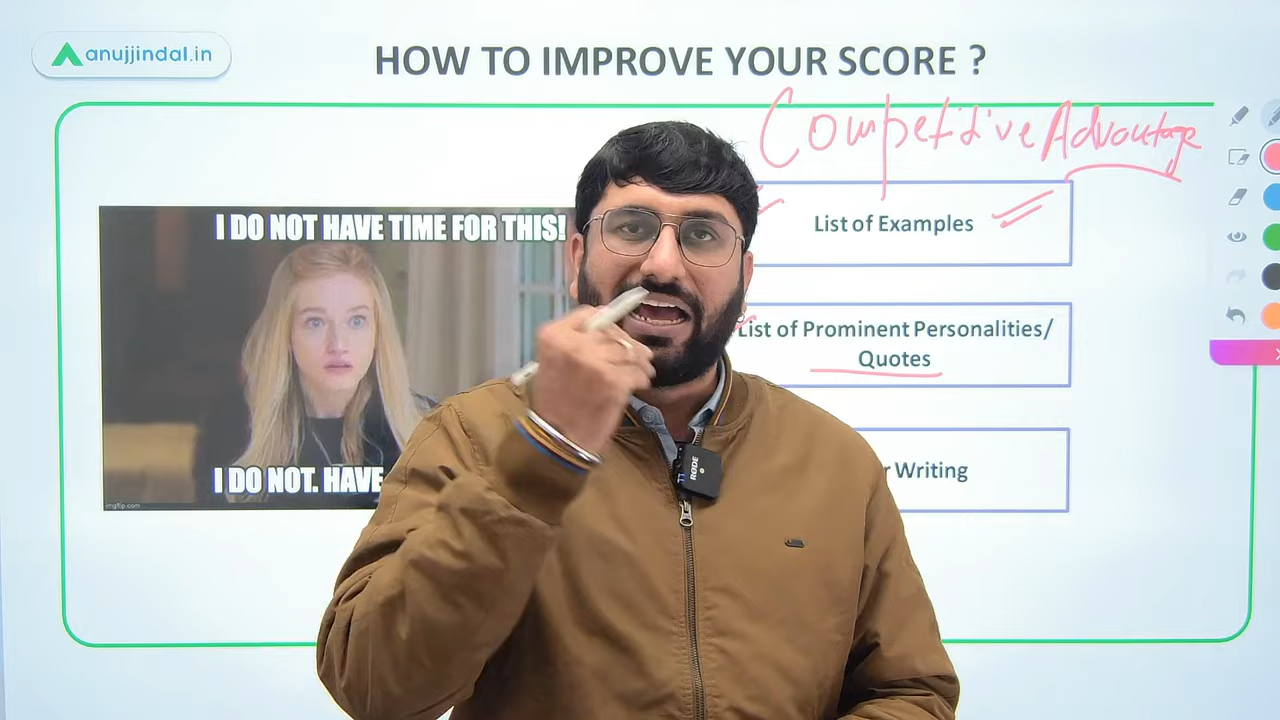 anujjindal.in
HOW TO IMPROVE YOUR SCORE ?
Competitive Advantage
I DO NOT HAVE TIME FOR THIS!
List of Examples
List of Prominent Personalities/
Quotes
I DO NOT. HAVE
Writing
imgflip.com
RODE